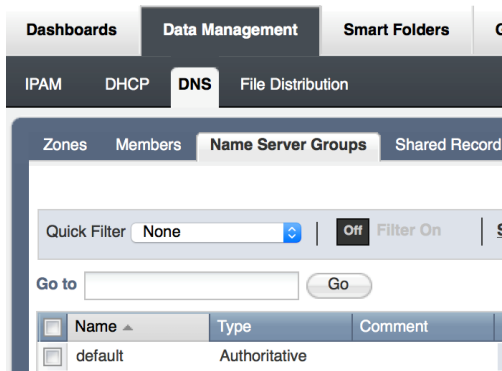 Dashboards Data Management Smart Folders
IPAM DHCP DNS File Distribution
Zones Members Name Server Groups Shared Record
Quick Filter None Off Filter On
Go to Go
Name Type Comment
default Authoritative